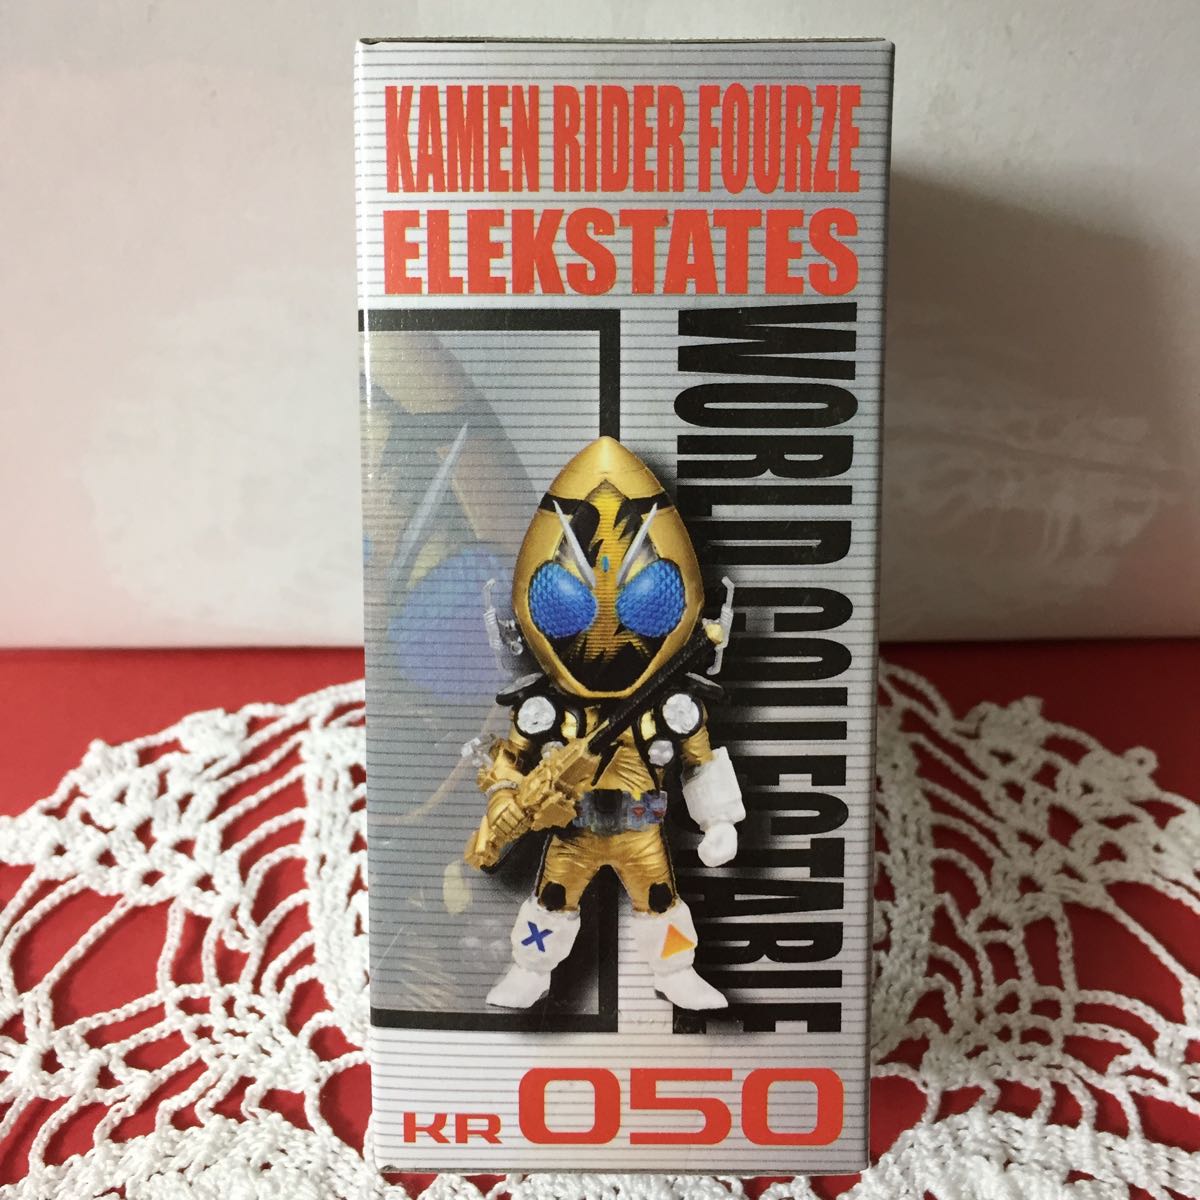 KAMEN RIDER FOURZE
ELEKSTATES
WORLD COLLECTABLE
X
KR 050